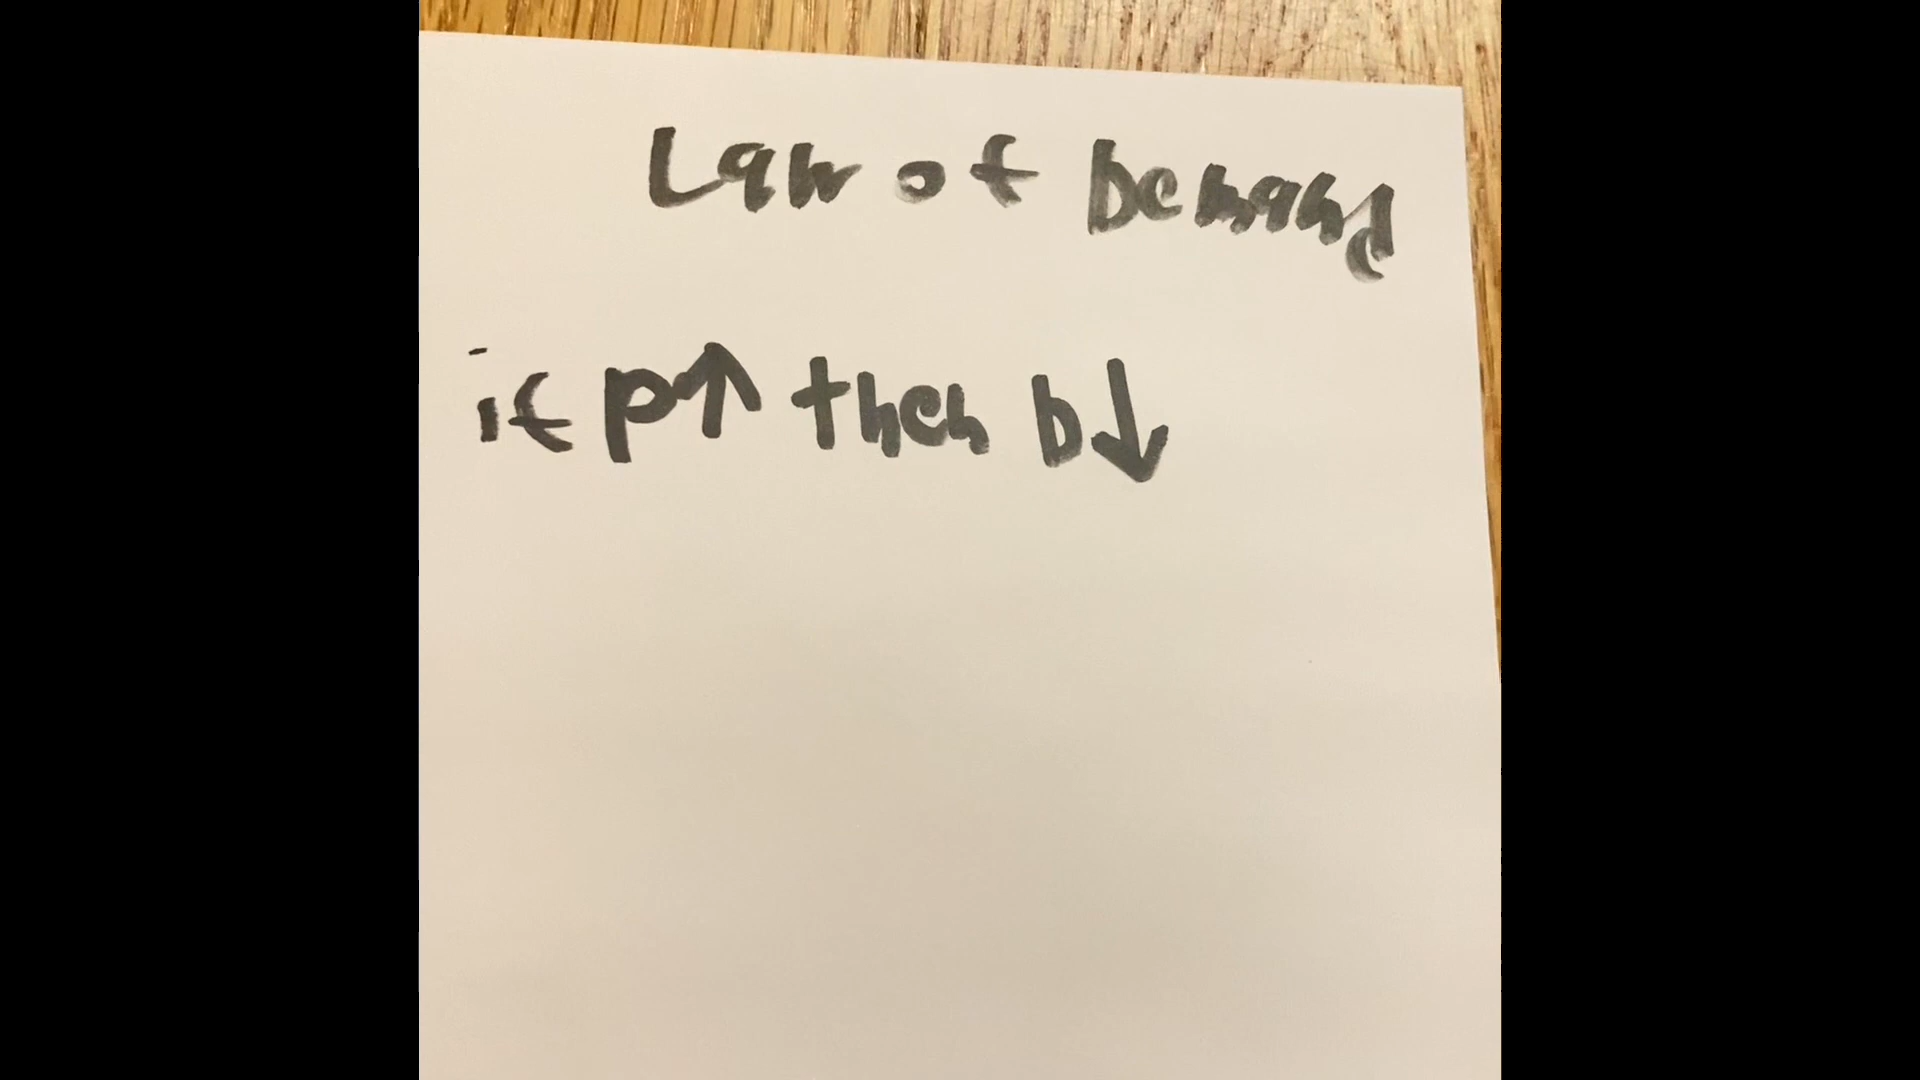 Law of Demand
if P↑ then D↓